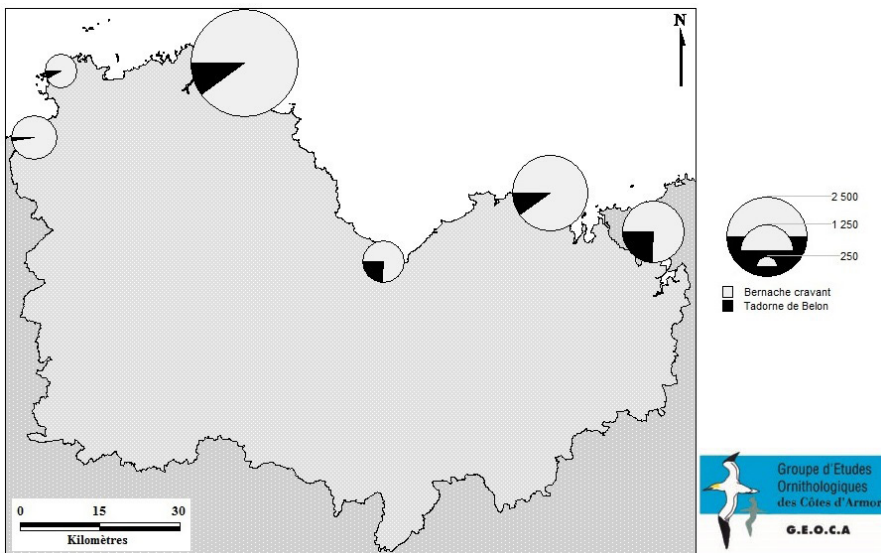 N
2 500
1 250
250
Bernache cravant
Tadorne de Belon
0 15 30
Kilomètres
Groupe d'Etudes
Ornithologiques
des Côtes d'Armor
G.E.O.C.A